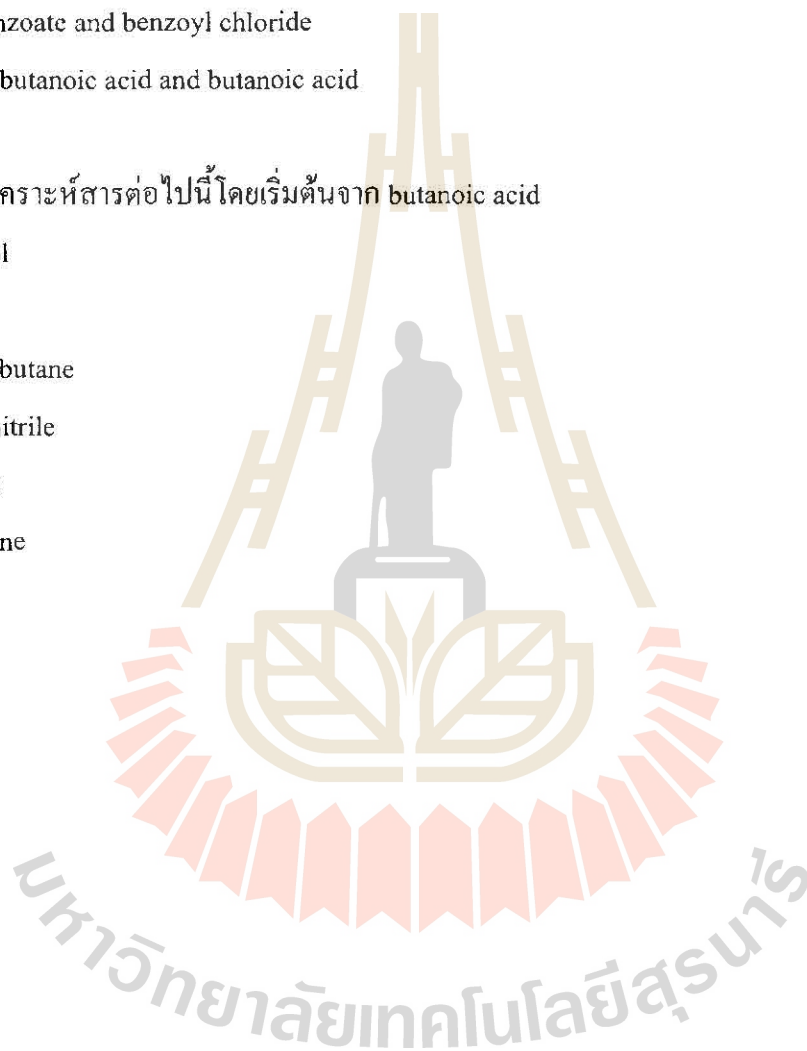 nzoate and benzoyl chloride
butanoic acid and butanoic acid
คราะห์สารต่อไปนี้โดยเริ่มต้นจาก butanoic acid
l
butane
itrile
ne
มหาวิทยาลัยเทคโนโลยีสุรนารี